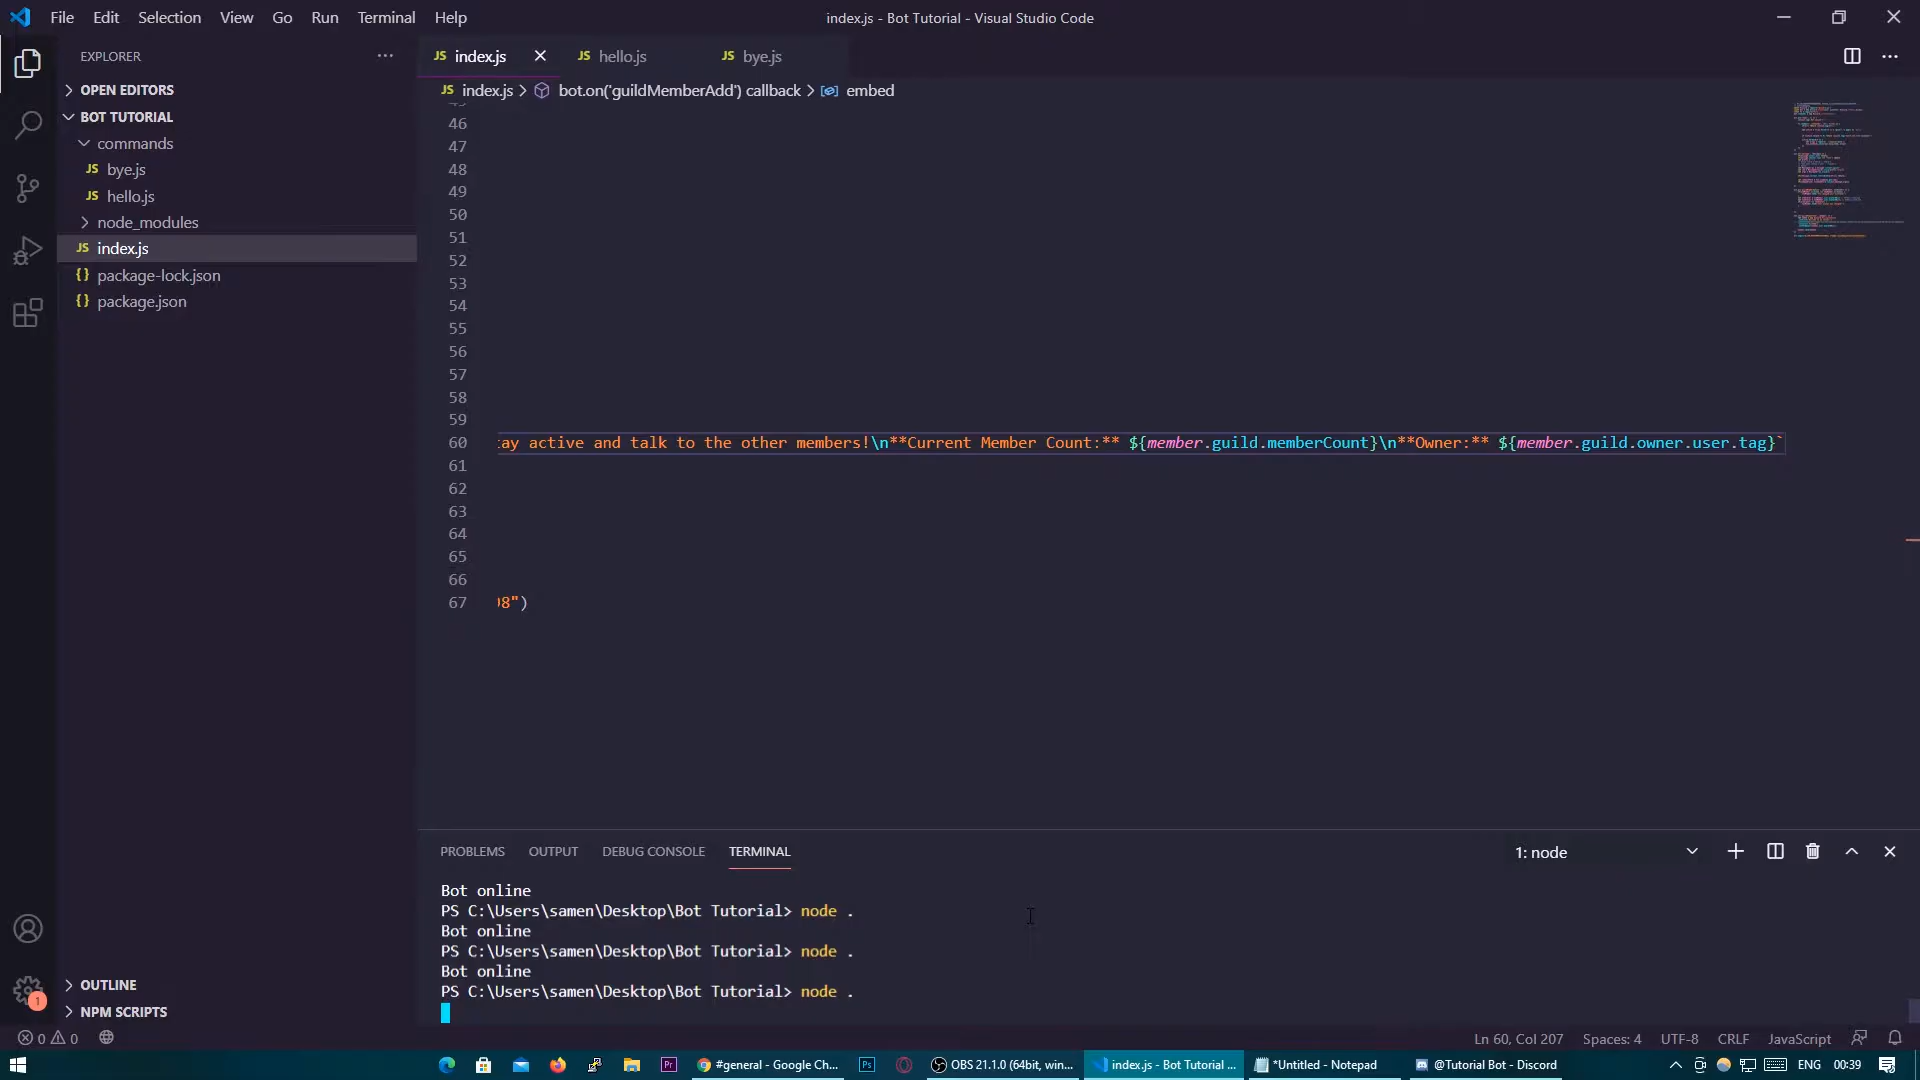 File Edit Selection View Go Run Terminal Help
index.js - Bot Tutorial - Visual Studio Code
EXPLORER
OPEN EDITORS
BOT TUTORIAL
commands
JS bye.js
JS hello.js
node_modules
JS index.js
{} package-lock.json
{} package.json
OUTLINE
NPM SCRIPTS
JS index.js JS hello.js JS bye.js
JS index.js > bot.on('guildMemberAdd') callback > embed
46
47
48
49
50
51
52
53
54
55
56
57
58
59
60 tay active and talk to the other members!\n**Current Member Count:** ${member.guild.memberCount}\n**Owner:** ${member.guild.owner.user.tag}`
61
62
63
64
65
66
67 98")
PROBLEMS OUTPUT DEBUG CONSOLE TERMINAL
1: node
Bot online
PS C:\Users\samen\Desktop\Bot Tutorial> node .
Bot online
PS C:\Users\samen\Desktop\Bot Tutorial> node .
Bot online
PS C:\Users\samen\Desktop\Bot Tutorial> node .
1
0 0
Ln 60, Col 207 Spaces: 4 UTF-8 CRLF JavaScript
Pr
#general - Google Ch...
Ps
OBS 21.1.0 (64bit, win...
index.js - Bot Tutorial ...
*Untitled - Notepad
@Tutorial Bot - Discord
ENG 00:39